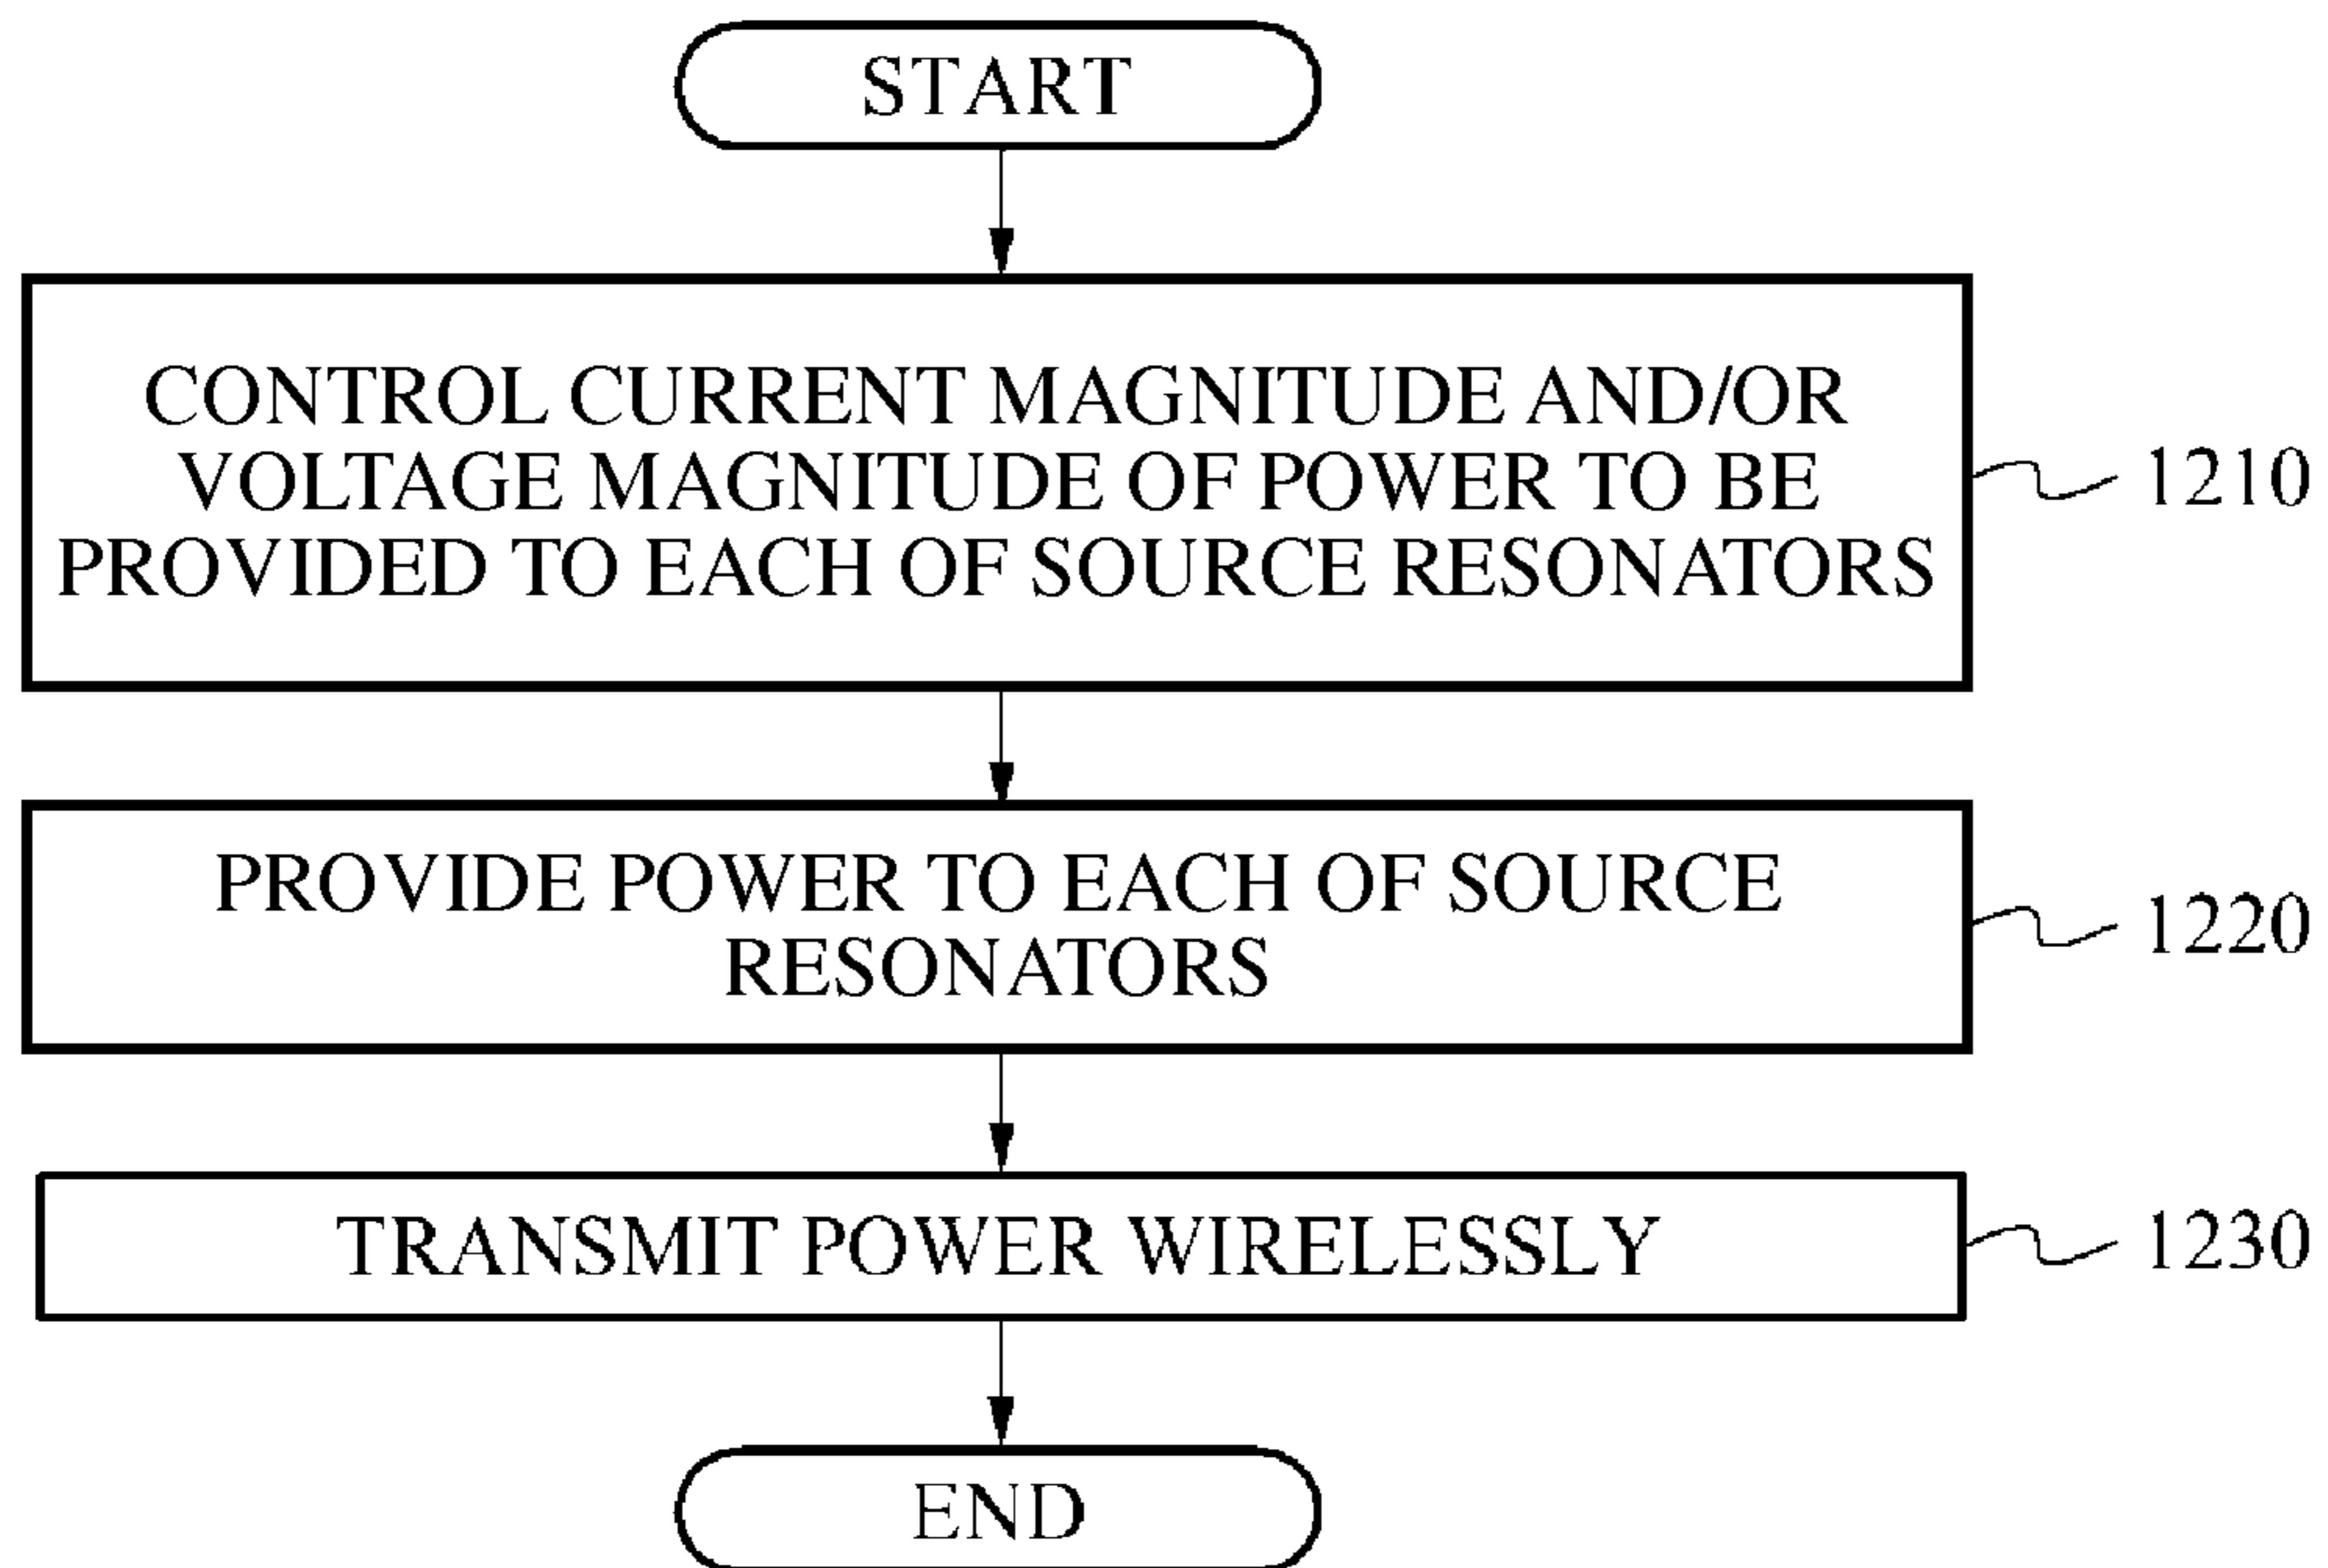 START
CONTROL CURRENT MAGNITUDE AND/OR
VOLTAGE MAGNITUDE OF POWER TO BE
PROVIDED TO EACH OF SOURCE RESONATORS
1210
PROVIDE POWER TO EACH OF SOURCE
RESONATORS
1220
TRANSMIT POWER WIRELESSLY
1230
END